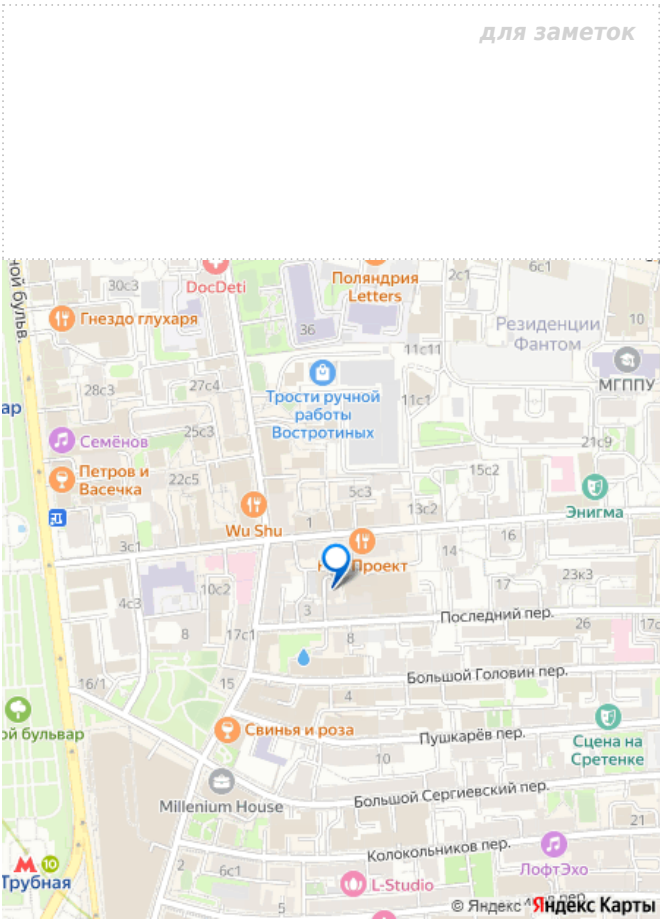 для заметок
ной бульв.
30с3
DocDeti
Поляндрия
Letters
2с1
6с1
Гнездо глухаря
36
Резиденции
Фантом
10
11с11
МГППУ
28с3
27с4
Трости ручной
работы
Востротиных
11с1
ар
Семёнов
25с3
21с9
Петров и
Васечка
22с5
15с2
5с3
Энигма
Wu Shu
1
13с2
3с1
Проект
14
16
10с2
17
23к3
4с3
3
Последний пер.
26
17с
8
17с1
8
16/1
15
Большой Головин пер.
4
ой бульвар
Свинья и роза
Пушкарёв пер.
Сцена на
Сретенке
10
Millenium House
Большой Сергиевский пер.
21
Колокольников пер.
2
6с1
ЛофтЭхо
10
Трубная
L-Studio
5
пер.
© Яндекс Яндекс Карты